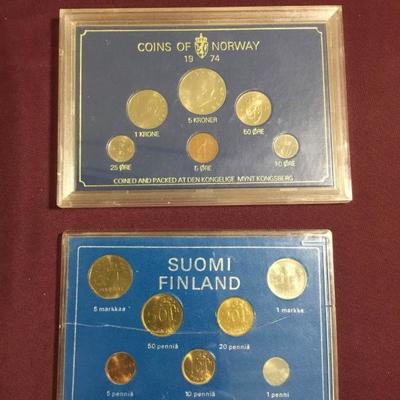 COINS OF NORWAY
19 74
1 KRONE
5 KRONER
50 ØRE
25 ØRE
5 ØRE
10 ØRE
COINED AND PACKED AT DEN KONGELIGE MYNT KONGSBERG
SUOMI
FINLAND
5 markkaa
1 markka
50 penniä
20 penniä
5 penniä
10 penniä
1 penni